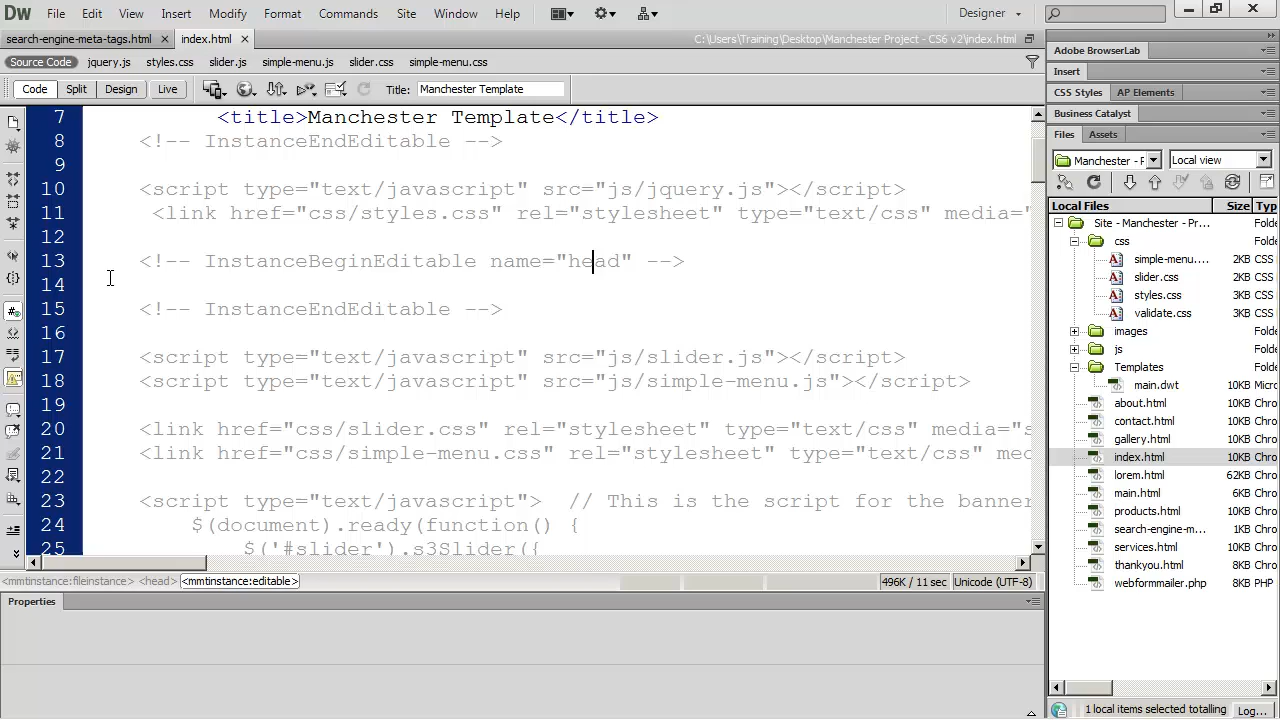 Dw File Edit View Insert Modify Format Commands Site Window Help Designer
search-engine-meta-tags.html index.html C:\Users\Training\Desktop\Manchester Project - CS6 v2\index.html
Source Code jquery.js styles.css slider.js simple-menu.js slider.css simple-menu.css
Code Split Design Live Title: Manchester Template
7 <title>Manchester Template</title>
8 <!-- InstanceEndEditable -->
9
10 <script type="text/javascript" src="js/jquery.js"></script>
11 <link href="css/styles.css" rel="stylesheet" type="text/css" media="
12
13 <!-- InstanceBeginEditable name="head" -->
14
15 <!-- InstanceEndEditable -->
16
17 <script type="text/javascript" src="js/slider.js"></script>
18 <script type="text/javascript" src="js/simple-menu.js"></script>
19
20 <link href="css/slider.css" rel="stylesheet" type="text/css" media="s
21 <link href="css/simple-menu.css" rel="stylesheet" type="text/css" med
22
23 <script type="text/javascript"> // This is the script for the banner
24 $(document).ready(function() {
25 $('#slider').s3Slider({
<mmtinstance:fileinstance> <head> <mmtinstance:editable> 496K / 11 sec Unicode (UTF-8)
Properties
Adobe BrowserLab
Insert
CSS Styles AP Elements
Business Catalyst
Files Assets
Manchester - F Local view
Local Files Size Typ
Site - Manchester - Pr... Folde
css Folde
simple-menu.... 2KB CSS
slider.css 2KB CSS
styles.css 3KB CSS
validate.css 3KB CSS
images Folde
js Folde
Templates Folde
main.dwt 10KB Micro
about.html 10KB Chro
contact.html 10KB Chro
gallery.html 10KB Chro
index.html 10KB Chro
lorem.html 62KB Chro
main.html 6KB Chro
products.html 10KB Chro
search-engine-m... 1KB Chro
services.html 10KB Chro
thankyou.html 8KB Chro
webformmailer.php 8KB PHP
1 local items selected totalling Log...